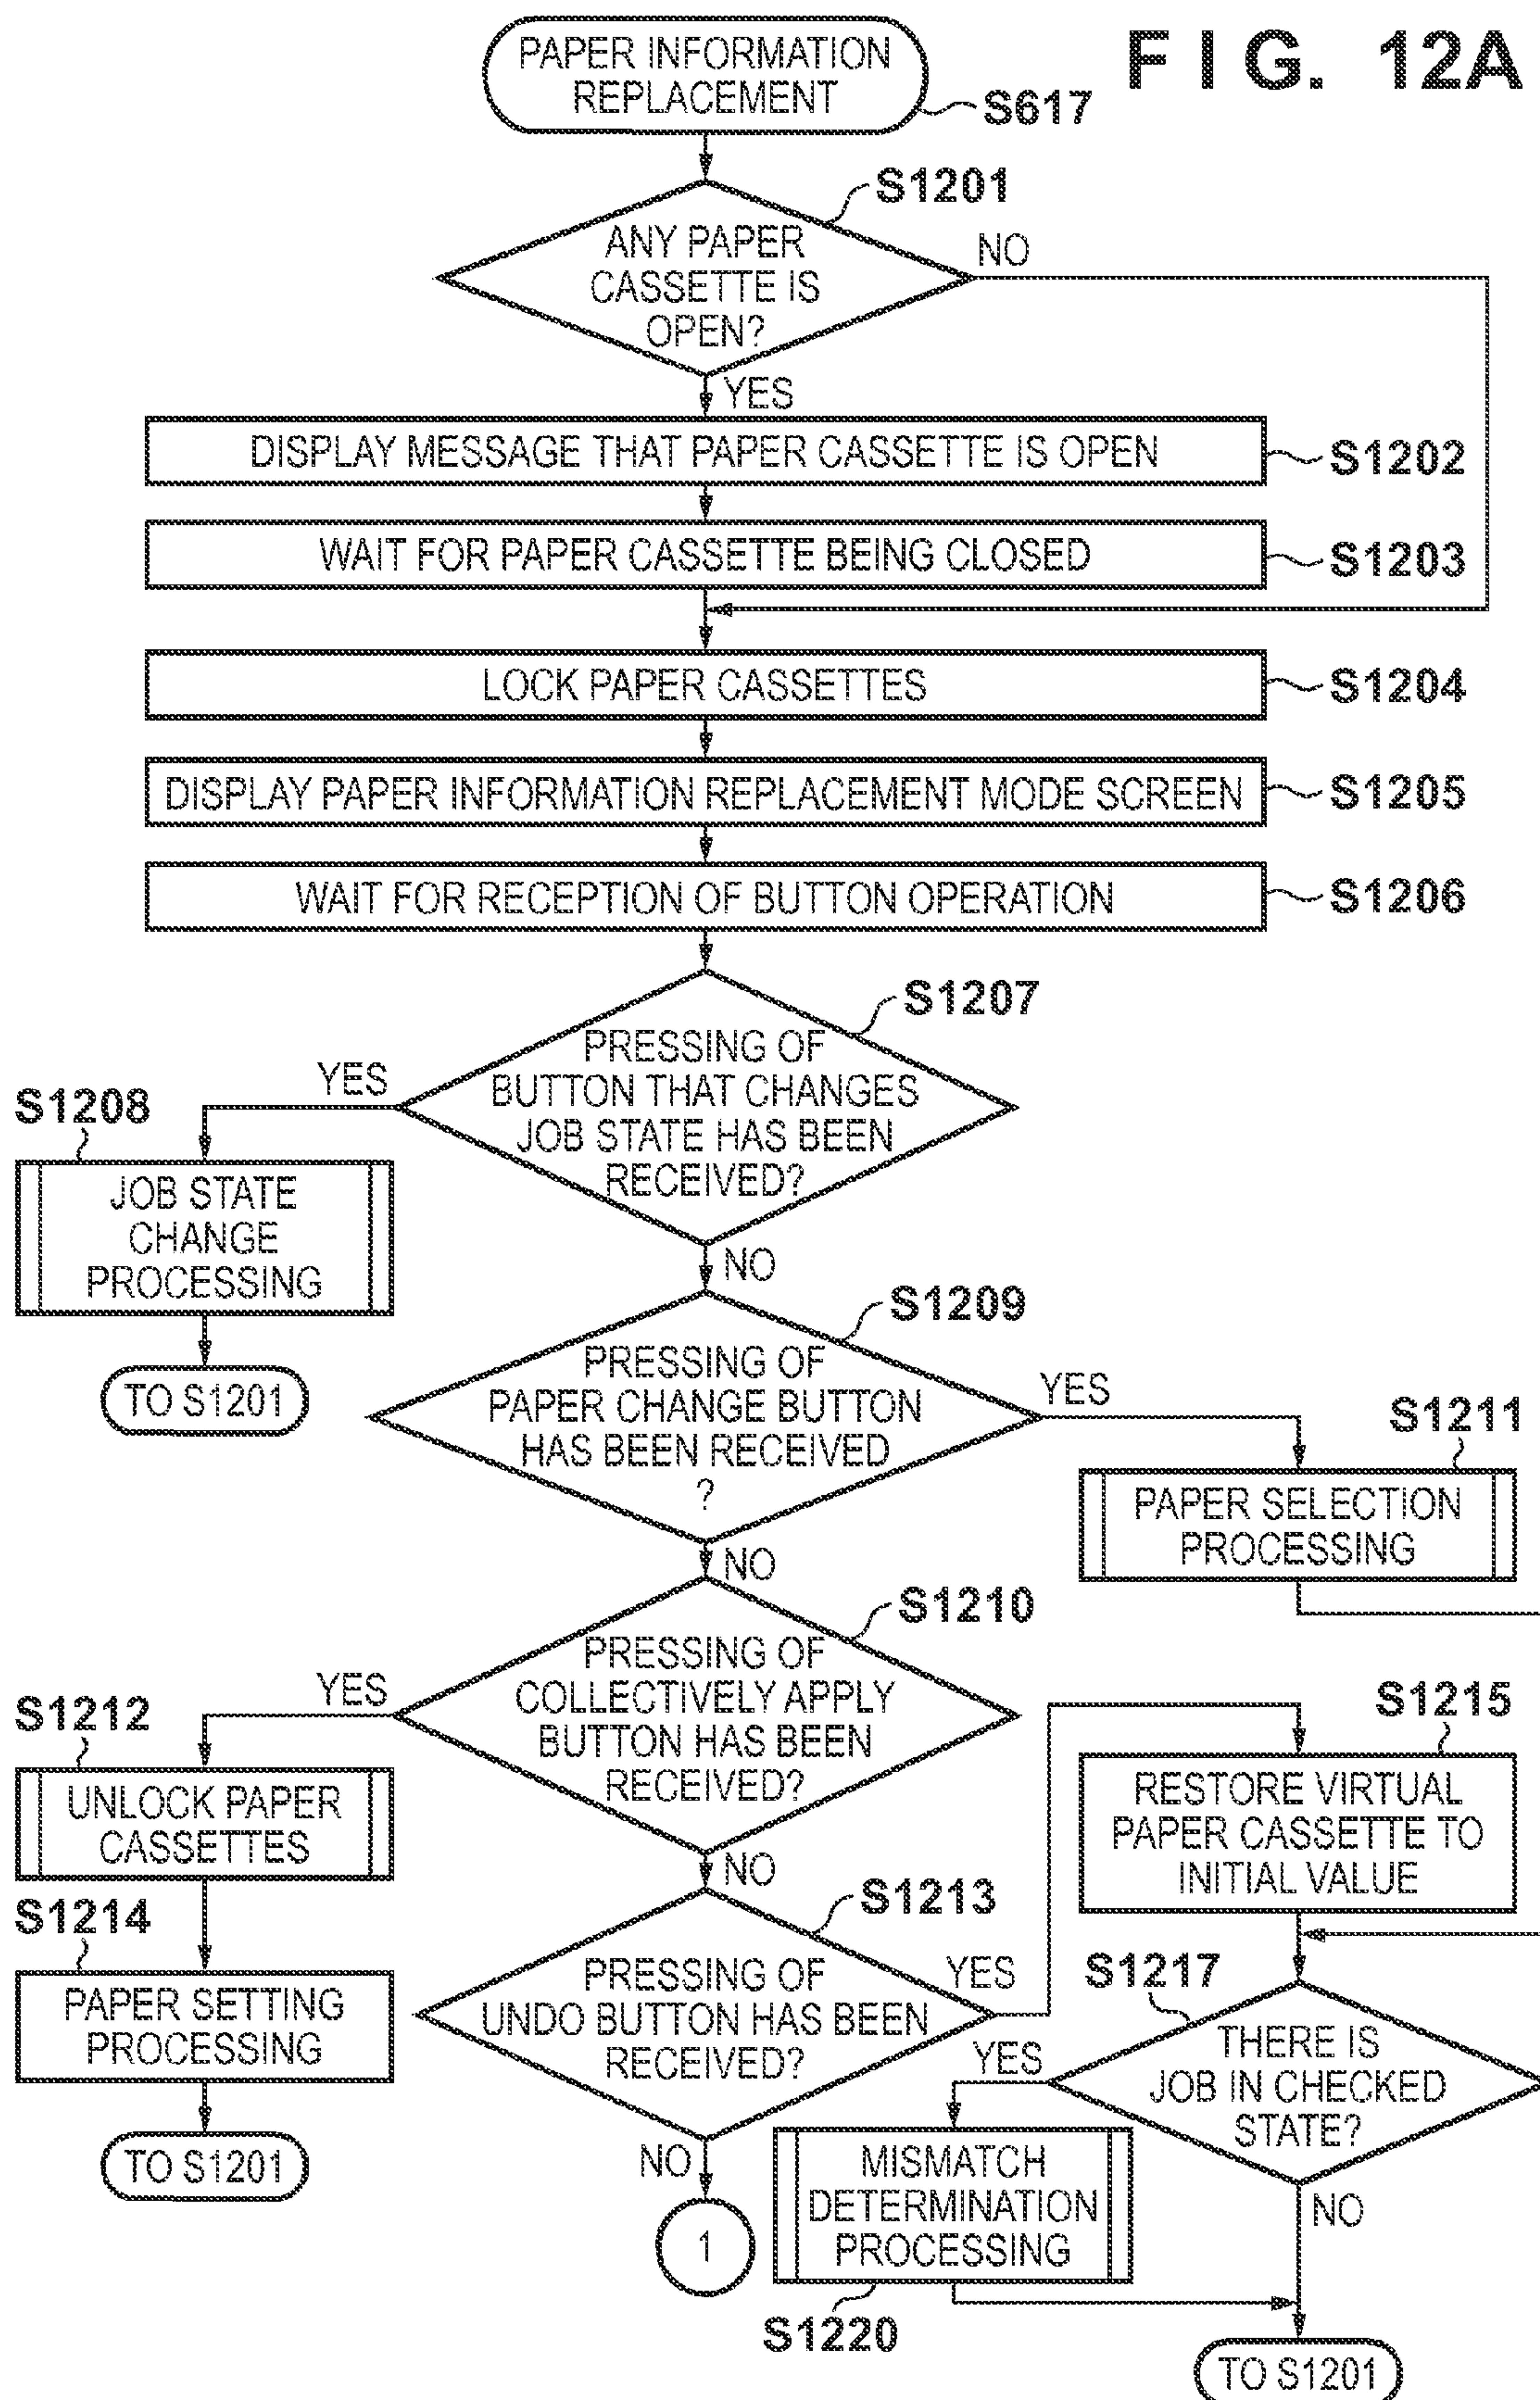 FIG. 12A
PAPER INFORMATION
REPLACEMENT
S617
S1201
ANY PAPER
CASSETTE IS
OPEN?
NO
YES
DISPLAY MESSAGE THAT PAPER CASSETTE IS OPEN
S1202
WAIT FOR PAPER CASSETTE BEING CLOSED
S1203
LOCK PAPER CASSETTES
S1204
DISPLAY PAPER INFORMATION REPLACEMENT MODE SCREEN
S1205
WAIT FOR RECEPTION OF BUTTON OPERATION
S1206
S1207
PRESSING OF
BUTTON THAT CHANGES
JOB STATE HAS BEEN
RECEIVED?
YES
S1208
JOB STATE
CHANGE
PROCESSING
TO S1201
NO
S1209
PRESSING OF
PAPER CHANGE BUTTON
HAS BEEN RECEIVED
?
YES
S1211
PAPER SELECTION
PROCESSING
NO
S1210
PRESSING OF
COLLECTIVELY APPLY
BUTTON HAS BEEN
RECEIVED?
YES
S1212
UNLOCK PAPER
CASSETTES
S1214
PAPER SETTING
PROCESSING
TO S1201
NO
S1213
PRESSING OF
UNDO BUTTON HAS BEEN
RECEIVED?
YES
S1215
RESTORE VIRTUAL
PAPER CASSETTE TO
INITIAL VALUE
S1217
THERE IS
JOB IN CHECKED
STATE?
YES
NO
1
MISMATCH
DETERMINATION
PROCESSING
S1220
NO
TO S1201